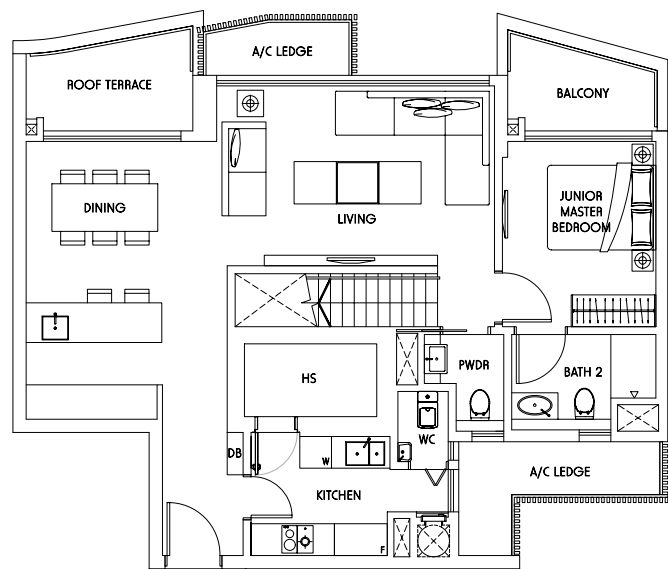 A/C LEDGE
ROOF TERRACE
BALCONY
DINING
LIVING
JUNIOR
MASTER
BEDROOM
HS
PWDR
BATH 2
WC
DB
W
A/C LEDGE
KITCHEN
F